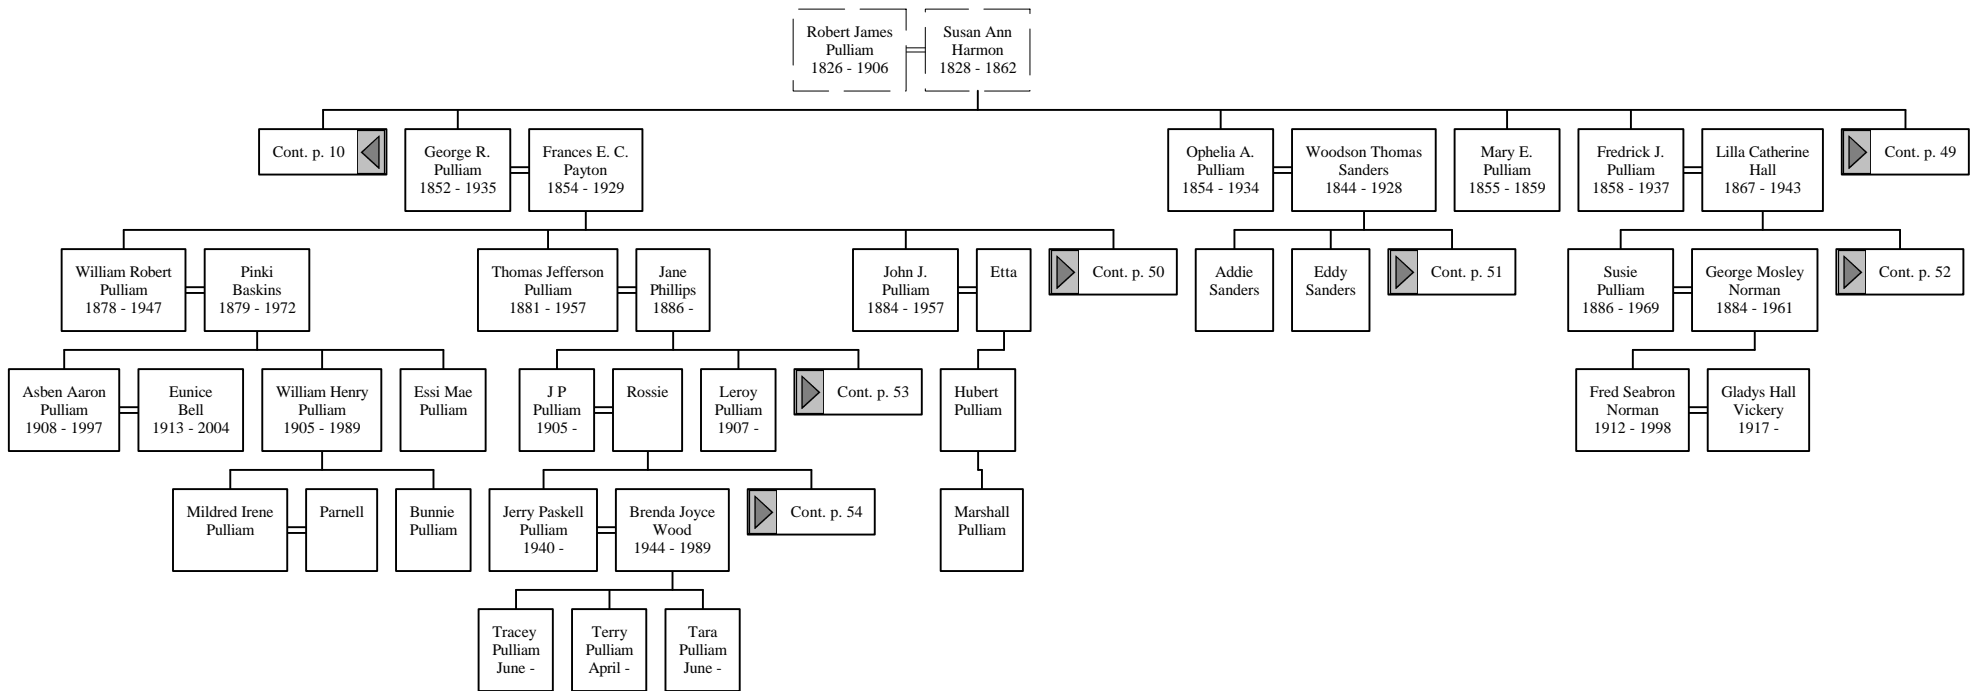 Robert James
Pulliam
1826 - 1906
Susan Ann
Harmon
1828 - 1862
Cont. p. 10
George R.
Pulliam
1852 - 1935
Frances E. C.
Payton
1854 - 1929
Ophelia A.
Pulliam
1854 - 1934
Woodson Thomas
Sanders
1844 - 1928
Mary E.
Pulliam
1855 - 1859
Fredrick J.
Pulliam
1858 - 1937
Lilla Catherine
Hall
1867 - 1943
Cont. p. 49
William Robert
Pulliam
1878 - 1947
Pinki
Baskins
1879 - 1972
Thomas Jefferson
Pulliam
1881 - 1957
Jane
Phillips
1886 -
John J.
Pulliam
1884 - 1957
Etta
Cont. p. 50
Addie
Sanders
Eddy
Sanders
Cont. p. 51
Susie
Pulliam
1886 - 1969
George Mosley
Norman
1884 - 1961
Cont. p. 52
Asben Aaron
Pulliam
1908 - 1997
Eunice
Bell
1913 - 2004
William Henry
Pulliam
1905 - 1989
Essi Mae
Pulliam
J P
Pulliam
1905 -
Rossie
Leroy
Pulliam
1907 -
Cont. p. 53
Hubert
Pulliam
Fred Seabron
Norman
1912 - 1998
Gladys Hall
Vickery
1917 -
Mildred Irene
Pulliam
Parnell
Bunnie
Pulliam
Jerry Paskell
Pulliam
1940 -
Brenda Joyce
Wood
1944 - 1989
Cont. p. 54
Marshall
Pulliam
Tracey
Pulliam
June -
Terry
Pulliam
April -
Tara
Pulliam
June -